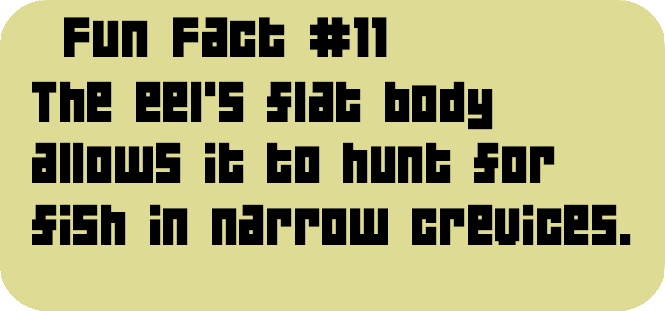 Fun Fact #11
The eel's flat body
allows it to hunt for
fish in narrow crevices.